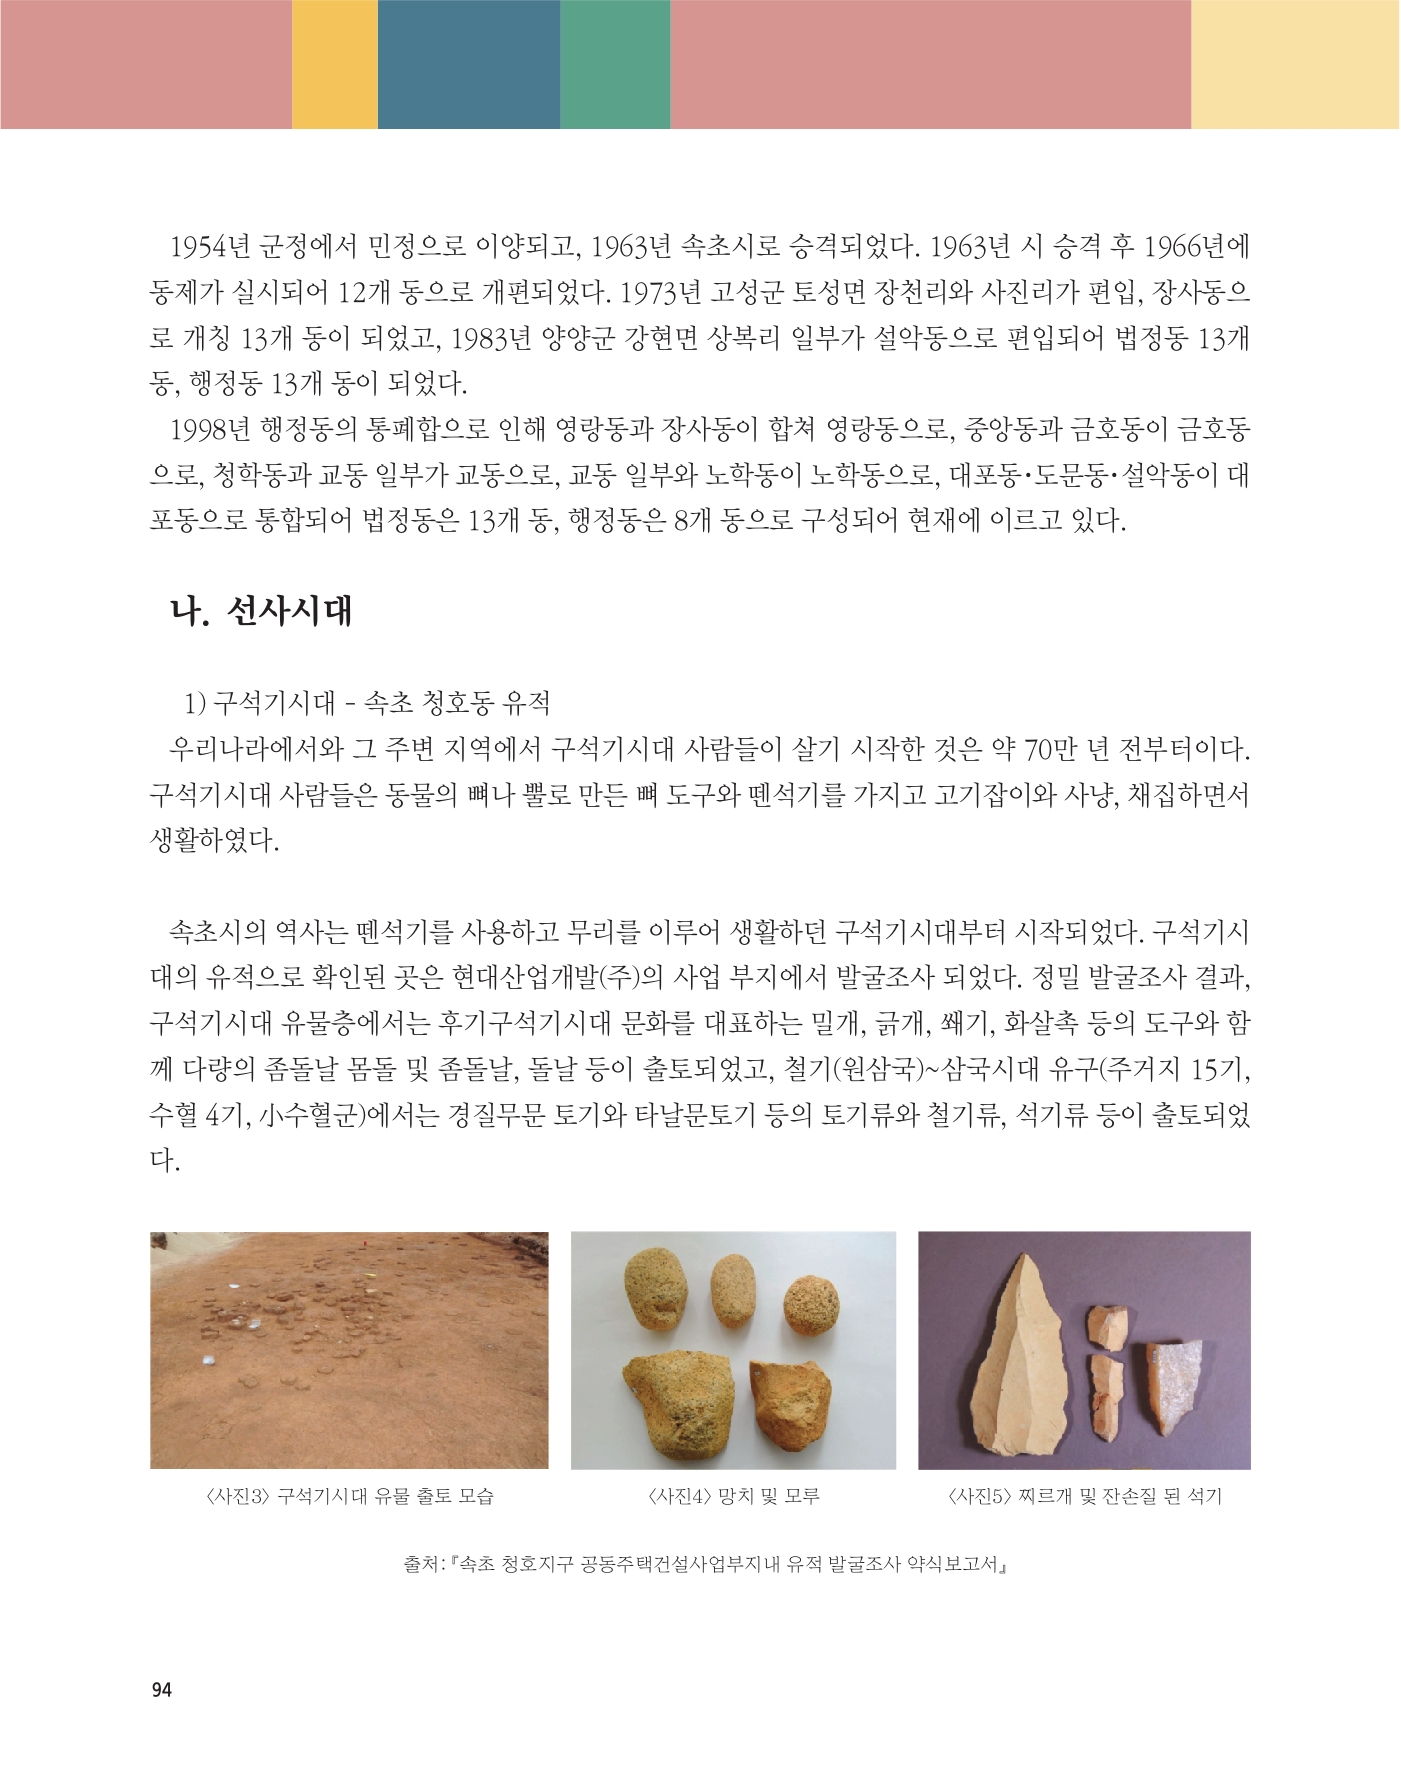 1954년 군정에서 민정으로 이양되고, 1963년 속초시로 승격되었다. 1963년 시 승격 후 1966년에
동제가 실시되어 12개 동으로 개편되었다. 1973년 고성군 토성면 장천리와 사진리가 편입, 장사동으
로 개칭 13개 동이 되었고, 1983년 양양군 강현면 상복리 일부가 설악동으로 편입되어 법정동 13개
동, 행정동 13개 동이 되었다.
1998년 행정동의 통폐합으로 인해 영랑동과 장사동이 합쳐 영랑동으로, 중앙동과 금호동이 금호동
으로, 청학동과 교동 일부가 교동으로, 교동 일부와 노학동이 노학동으로, 대포동·도문동·설악동이 대
포동으로 통합되어 법정동은 13개 동, 행정동은 8개 동으로 구성되어 현재에 이르고 있다.
나. 선사시대
1) 구석기시대 - 속초 청호동 유적
우리나라에서와 그 주변 지역에서 구석기시대 사람들이 살기 시작한 것은 약 70만 년 전부터이다.
구석기시대 사람들은 동물의 뼈나 뿔로 만든 뼈 도구와 뗀석기를 가지고 고기잡이와 사냥, 채집하면서
생활하였다.
속초시의 역사는 뗀석기를 사용하고 무리를 이루어 생활하던 구석기시대부터 시작되었다. 구석기시
대의 유적으로 확인된 곳은 현대산업개발(주)의 사업 부지에서 발굴조사 되었다. 정밀 발굴조사 결과,
구석기시대 유물층에서는 후기구석기시대 문화를 대표하는 밀개, 긁개, 쐐기, 화살촉 등의 도구와 함
께 다량의 좀돌날 몸돌 및 좀돌날, 돌날 등이 출토되었고, 철기(원삼국)~삼국시대 유구(주거지 15기,
수혈 4기, 小수혈군)에서는 경질무문 토기와 타날문토기 등의 토기류와 철기류, 석기류 등이 출토되었
다.
〈사진3〉 구석기시대 유물 출토 모습
〈사진4〉 망치 및 모루
〈사진5〉 찌르개 및 잔손질 된 석기
출처:『속초 청호지구 공동주택건설사업부지내 유적 발굴조사 약식보고서』
94